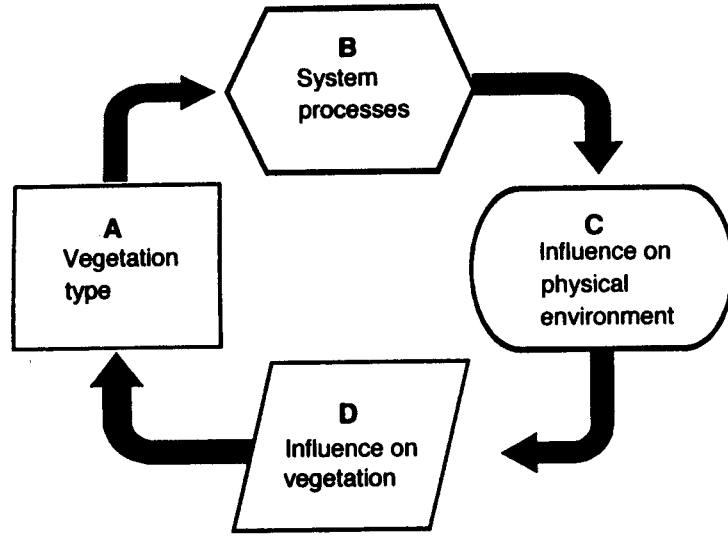 B
System
processes
A
Vegetation
type
C
Influence on
physical
environment
D
Influence on
vegetation